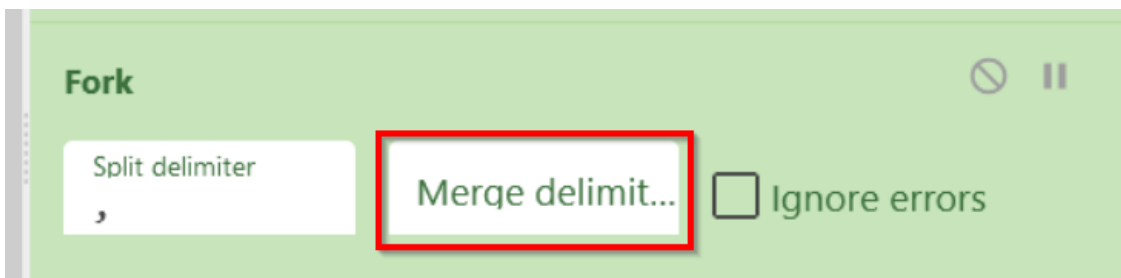 Fork
Split delimiter
,
Merge delimit...
Ignore errors